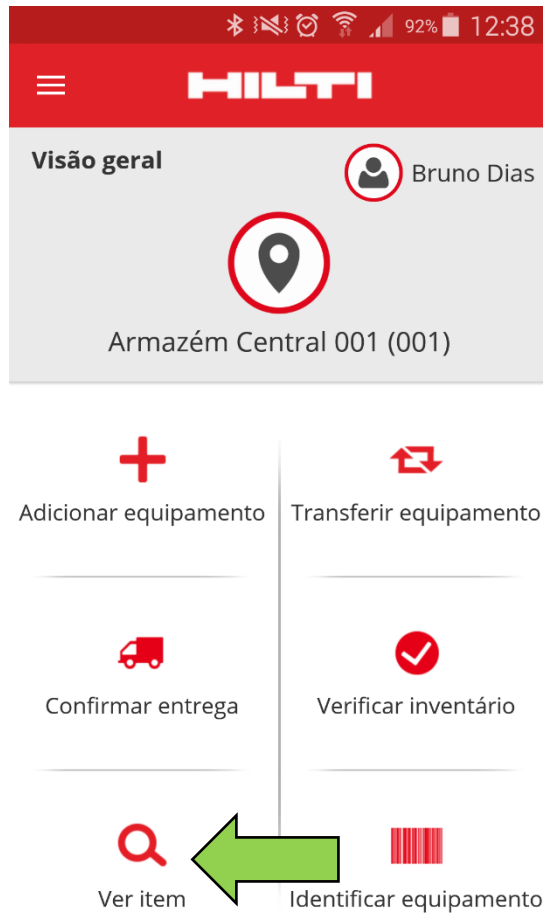 92% 12:38
HILTI
Visão geral
Bruno Dias
Armazém Central 001 (001)
Adicionar equipamento
Transferir equipamento
Confirmar entrega
Verificar inventário
Ver item
Identificar equipamento